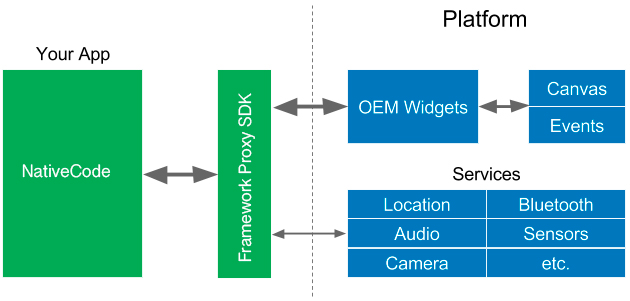 Platform
Your App
NativeCode
Framework Proxy SDK
OEM Widgets
Canvas
Events
Services
Location
Bluetooth
Audio
Sensors
Camera
etc.